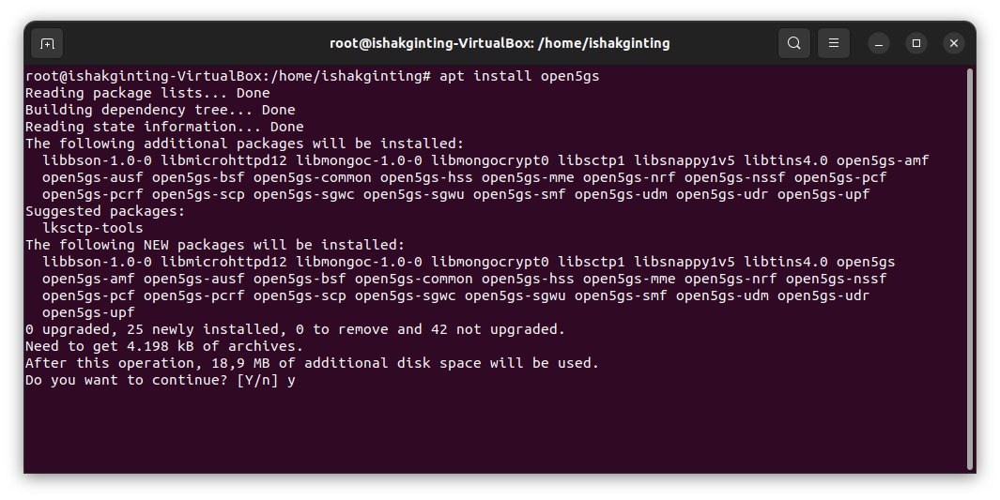 root@ishakginting-VirtualBox: /home/ishakginting
root@ishakginting-VirtualBox:/home/ishakginting# apt install open5gs
Reading package lists... Done
Building dependency tree... Done
Reading state information... Done
The following additional packages will be installed:
  libbson-1.0-0 libmicrohttpd12 libmongoc-1.0-0 libmongocrypt0 libsctp1 libsnappy1v5 libtins4.0 open5gs-amf
  open5gs-ausf open5gs-bsf open5gs-common open5gs-hss open5gs-mme open5gs-nrf open5gs-nssf open5gs-pcf
  open5gs-pcrf open5gs-scp open5gs-sgwc open5gs-sgwu open5gs-smf open5gs-udm open5gs-udr open5gs-upf
Suggested packages:
  lksctp-tools
The following NEW packages will be installed:
  libbson-1.0-0 libmicrohttpd12 libmongoc-1.0-0 libmongocrypt0 libsctp1 libsnappy1v5 libtins4.0 open5gs
  open5gs-amf open5gs-ausf open5gs-bsf open5gs-common open5gs-hss open5gs-mme open5gs-nrf open5gs-nssf
  open5gs-pcf open5gs-pcrf open5gs-scp open5gs-sgwc open5gs-sgwu open5gs-smf open5gs-udm open5gs-udr
  open5gs-upf
0 upgraded, 25 newly installed, 0 to remove and 42 not upgraded.
Need to get 4.198 kB of archives.
After this operation, 18,9 MB of additional disk space will be used.
Do you want to continue? [Y/n] y